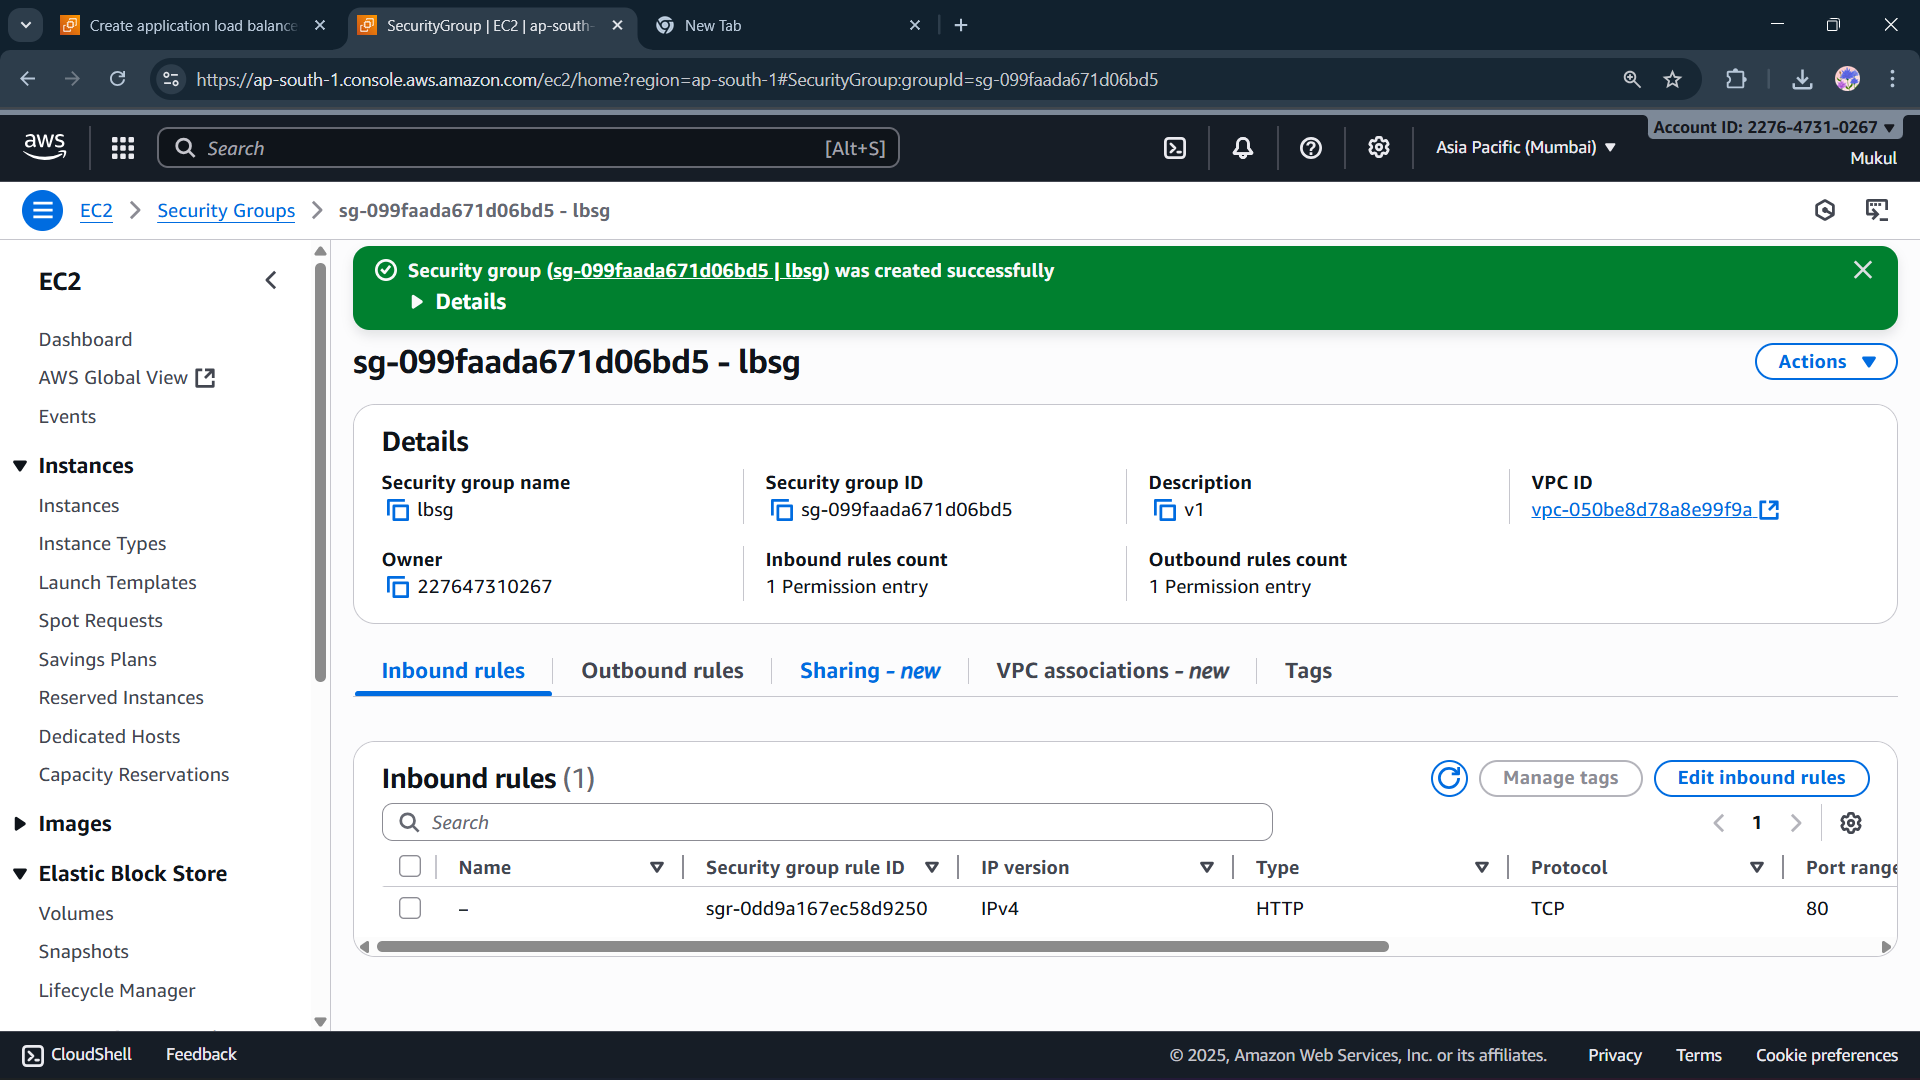 Create application load balance
SecurityGroup | EC2 | ap-south-
New Tab
https://ap-south-1.console.aws.amazon.com/ec2/home?region=ap-south-1#SecurityGroup:groupId=sg-099faada671d06bd5
aws
Search
[Alt+S]
Asia Pacific (Mumbai)
Account ID: 2276-4731-0267
Mukul
EC2
Security Groups
sg-099faada671d06bd5 - lbsg
EC2
Dashboard
AWS Global View
Events
Instances
Instances
Instance Types
Launch Templates
Spot Requests
Savings Plans
Reserved Instances
Dedicated Hosts
Capacity Reservations
Images
Elastic Block Store
Volumes
Snapshots
Lifecycle Manager
Security group (sg-099faada671d06bd5 | lbsg) was created successfully
Details
sg-099faada671d06bd5 - lbsg
Actions
Details
Security group name
lbsg
Security group ID
sg-099faada671d06bd5
Description
v1
VPC ID
vpc-050be8d78a8e99f9a
Owner
227647310267
Inbound rules count
1 Permission entry
Outbound rules count
1 Permission entry
Inbound rules
Outbound rules
Sharing - new
VPC associations - new
Tags
Inbound rules (1)
Manage tags
Edit inbound rules
Search
1
Name Security group rule ID IP version Type Protocol Port range
– sgr-0dd9a167ec58d9250 IPv4 HTTP TCP 80
CloudShell
Feedback
© 2025, Amazon Web Services, Inc. or its affiliates.
Privacy
Terms
Cookie preferences